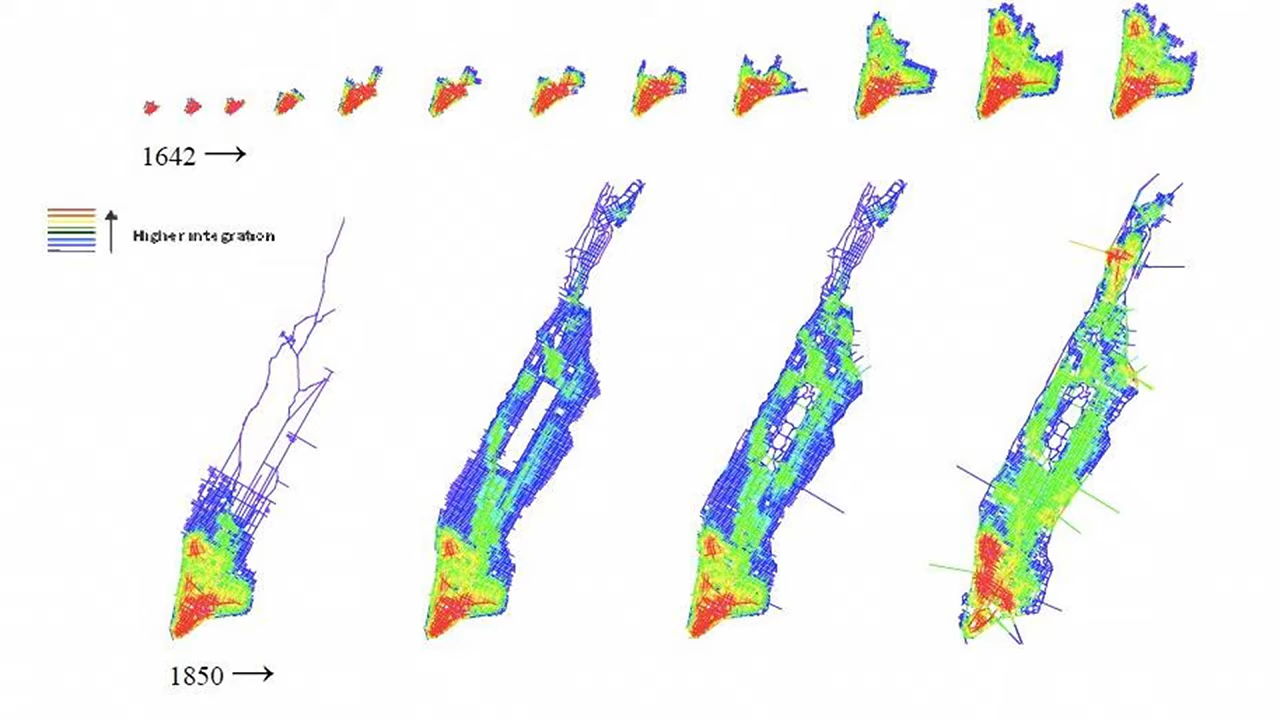 1642 →
Higher integration
1850 →